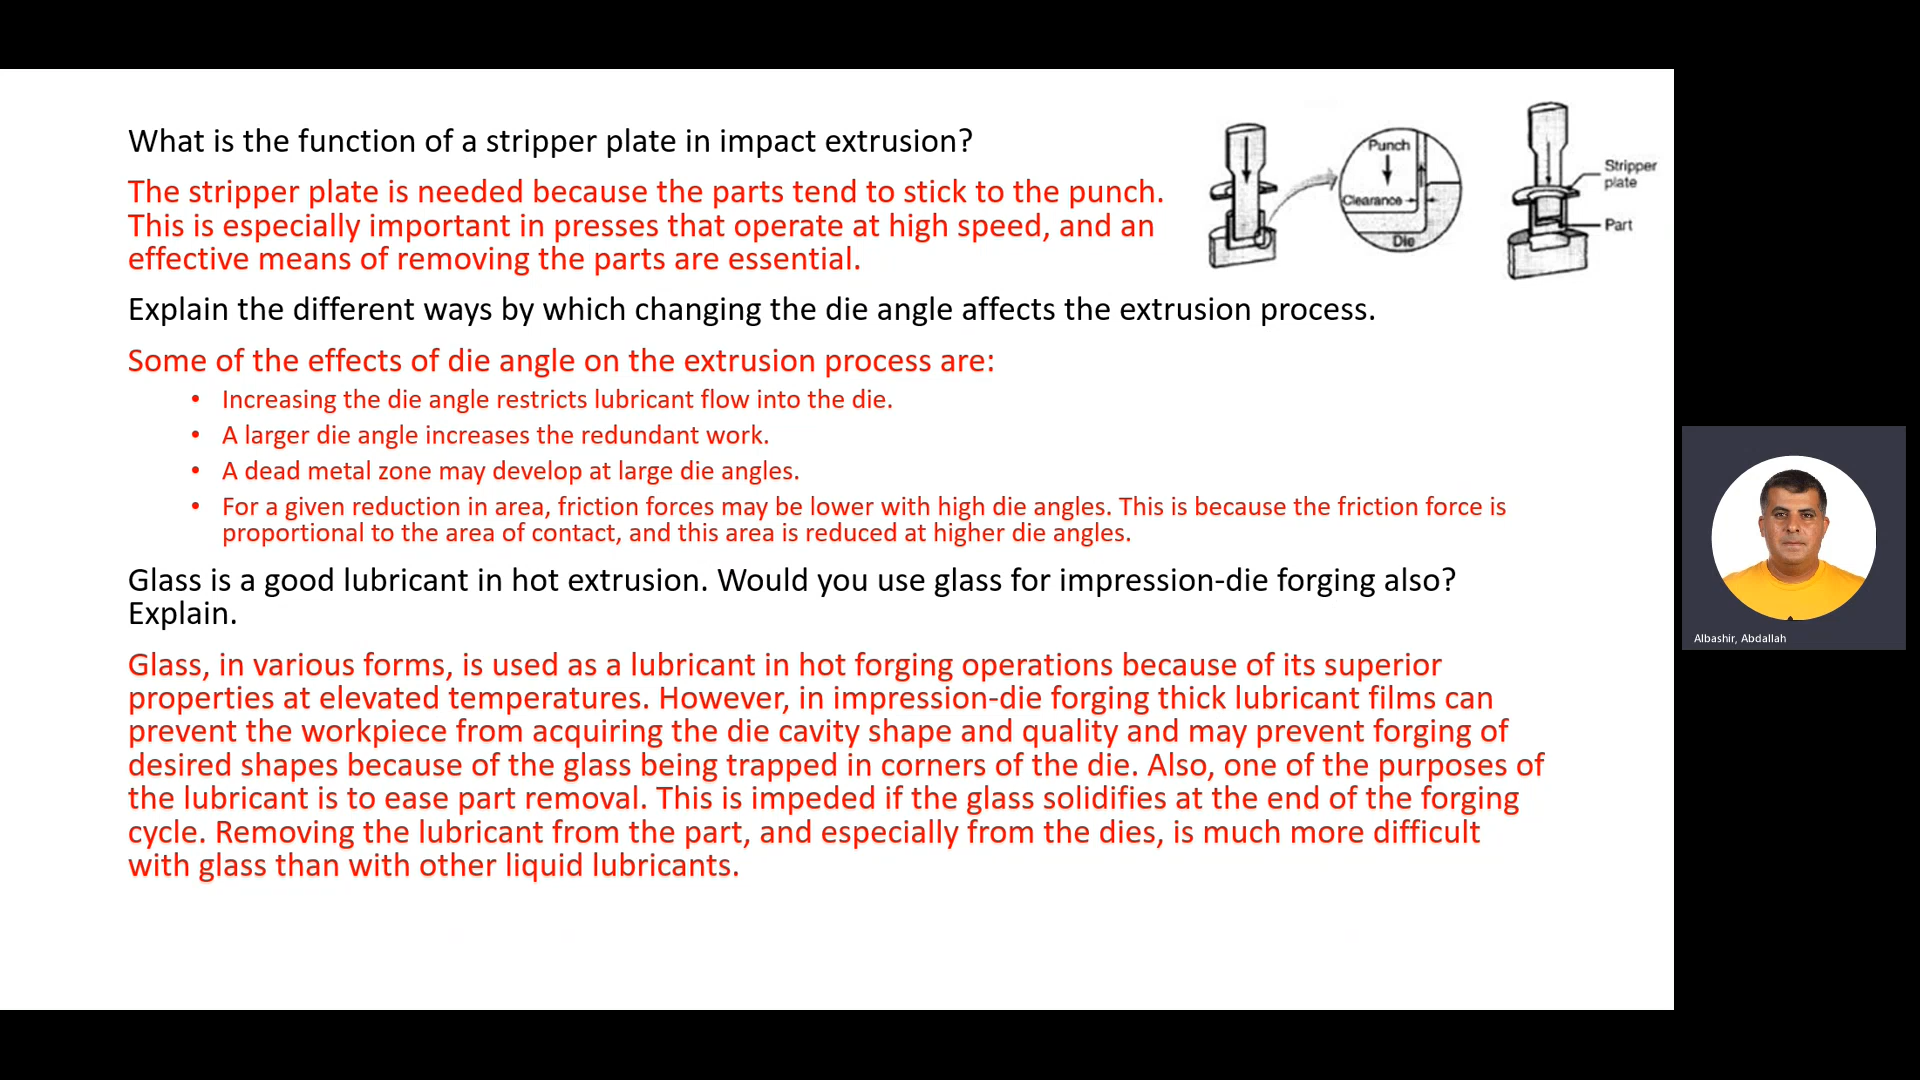 What is the function of a stripper plate in impact extrusion?
The stripper plate is needed because the parts tend to stick to the punch.
This is especially important in presses that operate at high speed, and an
effective means of removing the parts are essential.
Punch
Clearance
Die
Stripper
plate
Part
Explain the different ways by which changing the die angle affects the extrusion process.
Some of the effects of die angle on the extrusion process are:
• Increasing the die angle restricts lubricant flow into the die.
• A larger die angle increases the redundant work.
• A dead metal zone may develop at large die angles.
• For a given reduction in area, friction forces may be lower with high die angles. This is because the friction force is
proportional to the area of contact, and this area is reduced at higher die angles.
Glass is a good lubricant in hot extrusion. Would you use glass for impression-die forging also?
Explain.
Glass, in various forms, is used as a lubricant in hot forging operations because of its superior
properties at elevated temperatures. However, in impression-die forging thick lubricant films can
prevent the workpiece from acquiring the die cavity shape and quality and may prevent forging of
desired shapes because of the glass being trapped in corners of the die. Also, one of the purposes of
the lubricant is to ease part removal. This is impeded if the glass solidifies at the end of the forging
cycle. Removing the lubricant from the part, and especially from the dies, is much more difficult
with glass than with other liquid lubricants.
Albashir, Abdallah